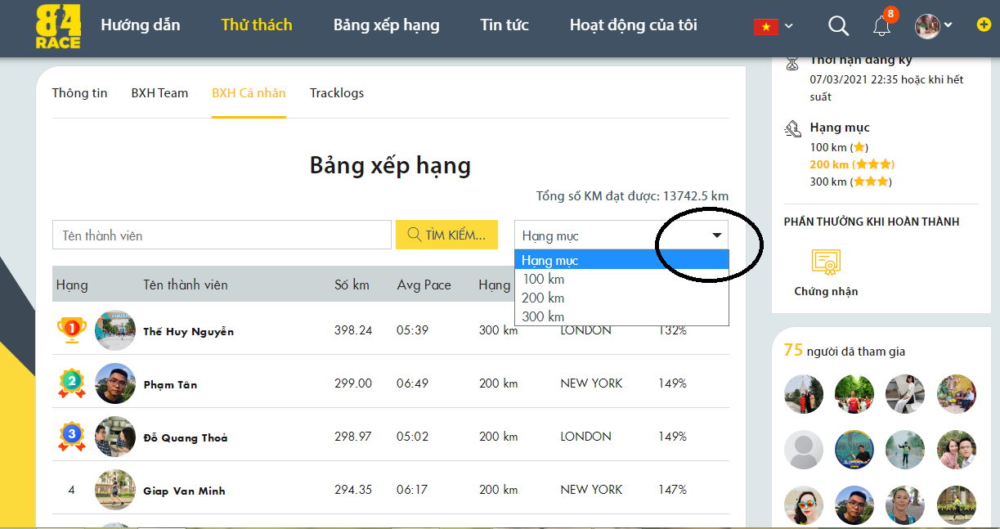 84
RACE
Hướng dẫn
Thử thách
Bảng xếp hạng
Tin tức
Hoạt động của tôi
8
Thông tin
BXH Team
BXH Cá nhân
Tracklogs
Bảng xếp hạng
Tổng số KM đạt được: 13742.5 km
Tên thành viên
TÌM KIẾM...
Hạng mục
Hạng mục
100 km
200 km
300 km
Hạng Tên thành viên Số km Avg Pace Hạng
1 Thế Huy Nguyễn 398.24 05:39 300 km LONDON 132%
2 Phạm Tân 299.00 06:49 200 km NEW YORK 149%
3 Đỗ Quang Thoả 298.97 05:02 200 km LONDON 149%
4 Giap Van Minh 294.35 06:17 200 km NEW YORK 147%
Thời hạn đăng ký
07/03/2021 22:35 hoặc khi hết
suất
Hạng mục
100 km (★)
200 km (★★★)
300 km (★★★)
PHẦN THƯỞNG KHI HOÀN THÀNH
Chứng nhận
75 người đã tham gia